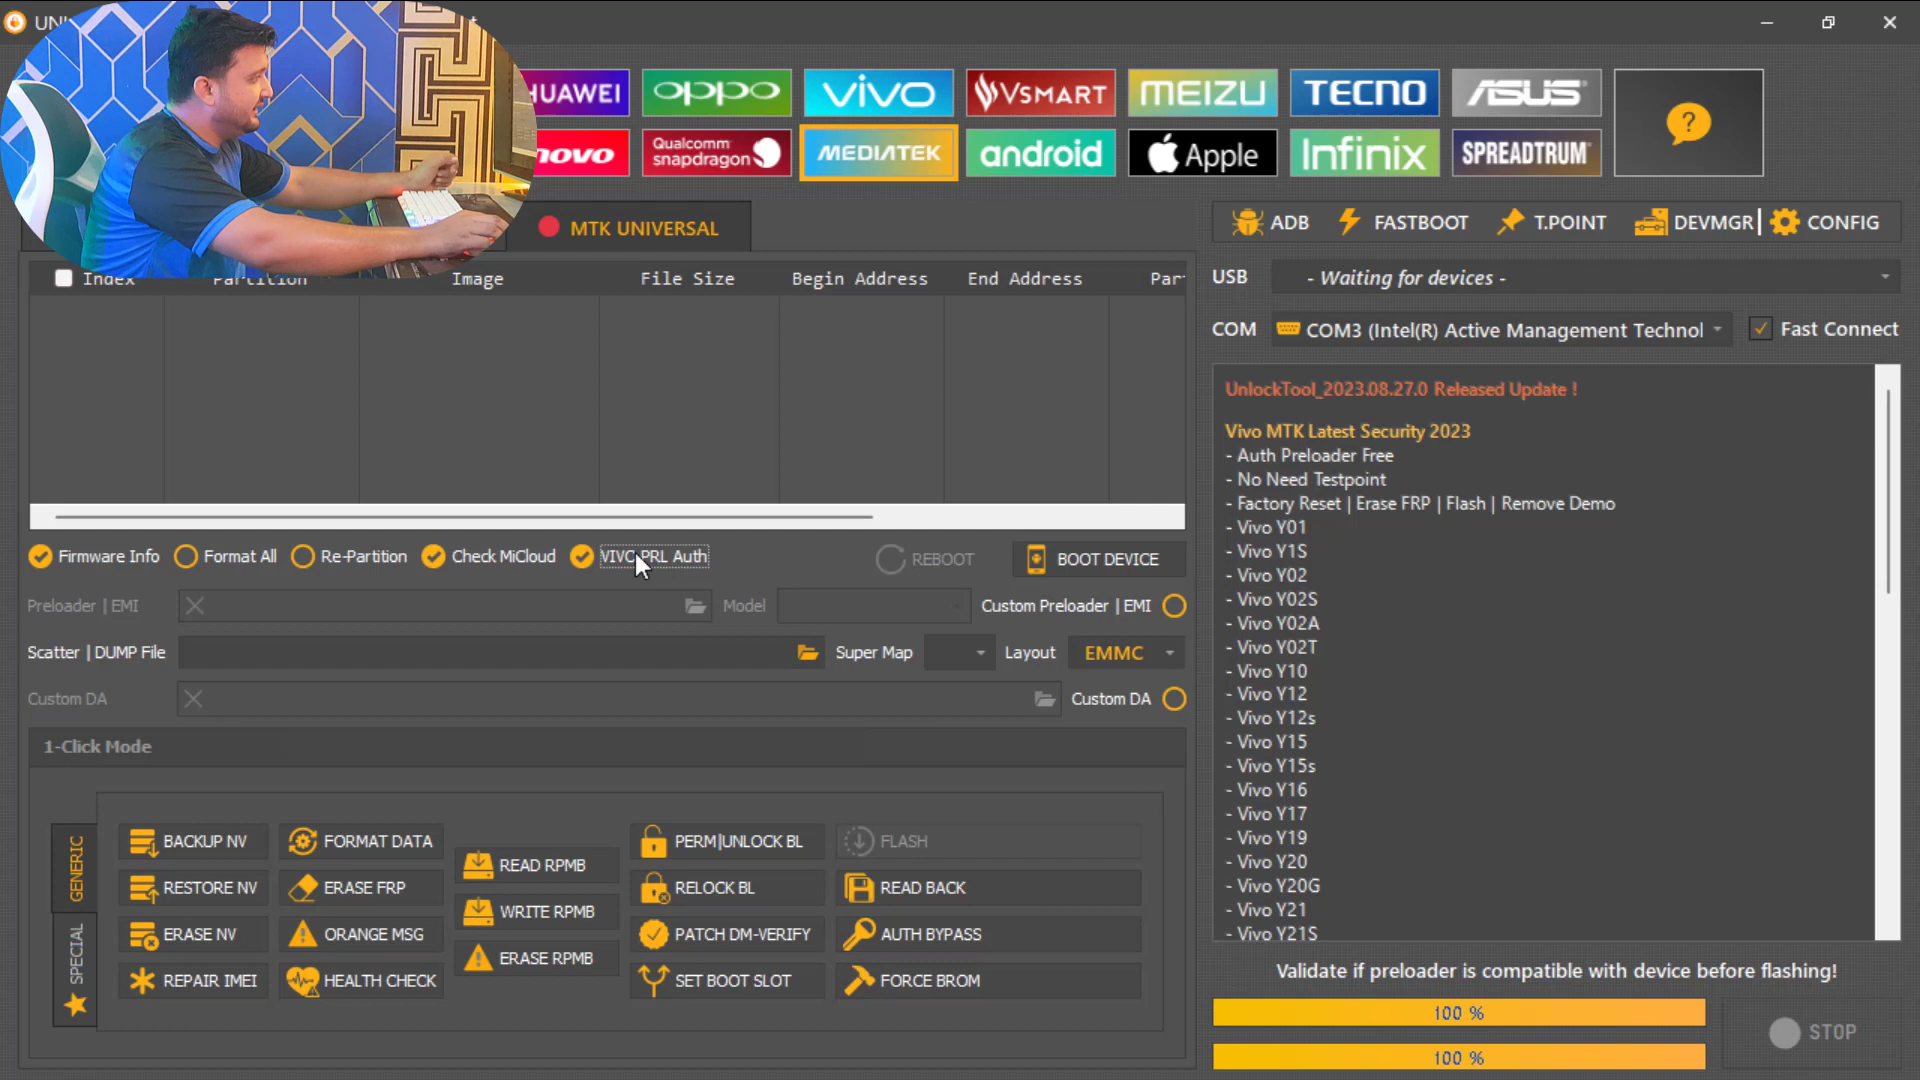 UN
HUAWEI
oppo
vivo
VSMART
MEIZU
TECNO
ASUS
?
novo
Qualcomm
snapdragon
MEDIATEK
android
Apple
Infinix
SPREADTRUM
MTK UNIVERSAL
ADB
FASTBOOT
T.POINT
DEVMGR
CONFIG
Index
Partition
Image
File Size
Begin Address
End Address
Par
USB
- Waiting for devices -
COM
COM3 (Intel(R) Active Management Technol
Fast Connect
UnlockTool_2023.08.27.0 Released Update !
Vivo MTK Latest Security 2023
- Auth Preloader Free
- No Need Testpoint
- Factory Reset | Erase FRP | Flash | Remove Demo
- Vivo Y01
- Vivo Y1S
- Vivo Y02
- Vivo Y02S
- Vivo Y02A
- Vivo Y02T
- Vivo Y10
- Vivo Y12
- Vivo Y12s
- Vivo Y15
- Vivo Y15s
- Vivo Y16
- Vivo Y17
- Vivo Y19
- Vivo Y20
- Vivo Y20G
- Vivo Y21
- Vivo Y21S
Firmware Info
Format All
Re-Partition
Check MiCloud
VIVO PRL Auth
REBOOT
BOOT DEVICE
Preloader | EMI
Model
Custom Preloader | EMI
Scatter | DUMP File
Super Map
Layout
EMMC
Custom DA
Custom DA
1-Click Mode
GENERIC
SPECIAL
BACKUP NV
FORMAT DATA
READ RPMB
PERM|UNLOCK BL
FLASH
RESTORE NV
ERASE FRP
WRITE RPMB
RELOCK BL
READ BACK
ERASE NV
ORANGE MSG
ERASE RPMB
PATCH DM-VERIFY
AUTH BYPASS
REPAIR IMEI
HEALTH CHECK
SET BOOT SLOT
FORCE BROM
Validate if preloader is compatible with device before flashing!
100 %
100 %
STOP